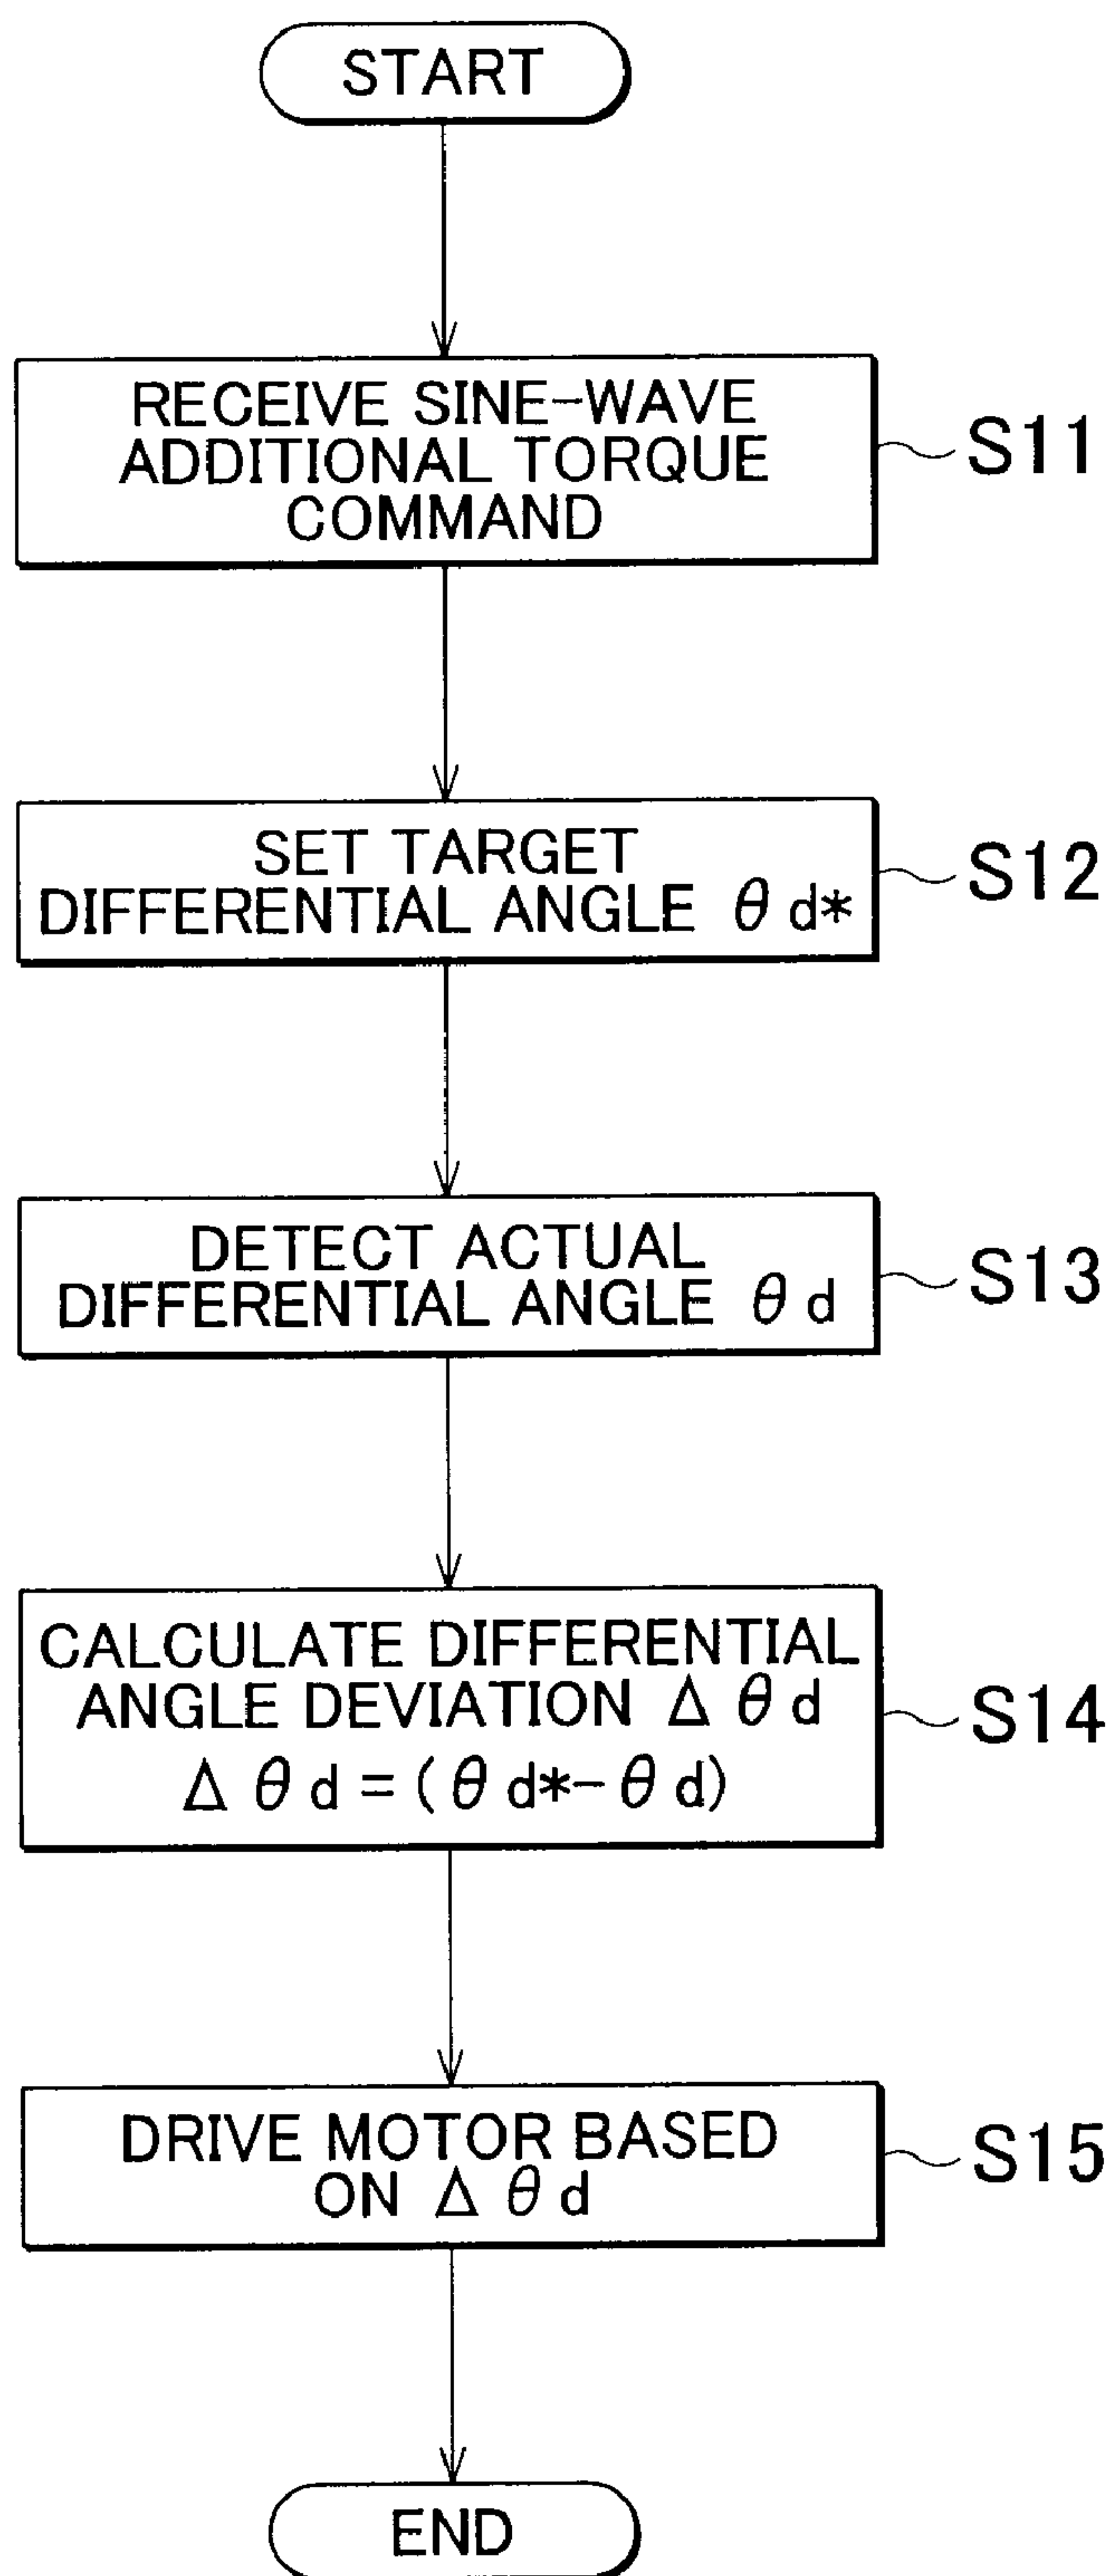 START
RECEIVE SINE-WAVE
ADDITIONAL TORQUE
COMMAND
S11
SET TARGET
DIFFERENTIAL ANGLE θd*
S12
DETECT ACTUAL
DIFFERENTIAL ANGLE θd
S13
CALCULATE DIFFERENTIAL
ANGLE DEVIATION Δθd
Δθd = (θd*-θd)
S14
DRIVE MOTOR BASED
ON Δθd
S15
END